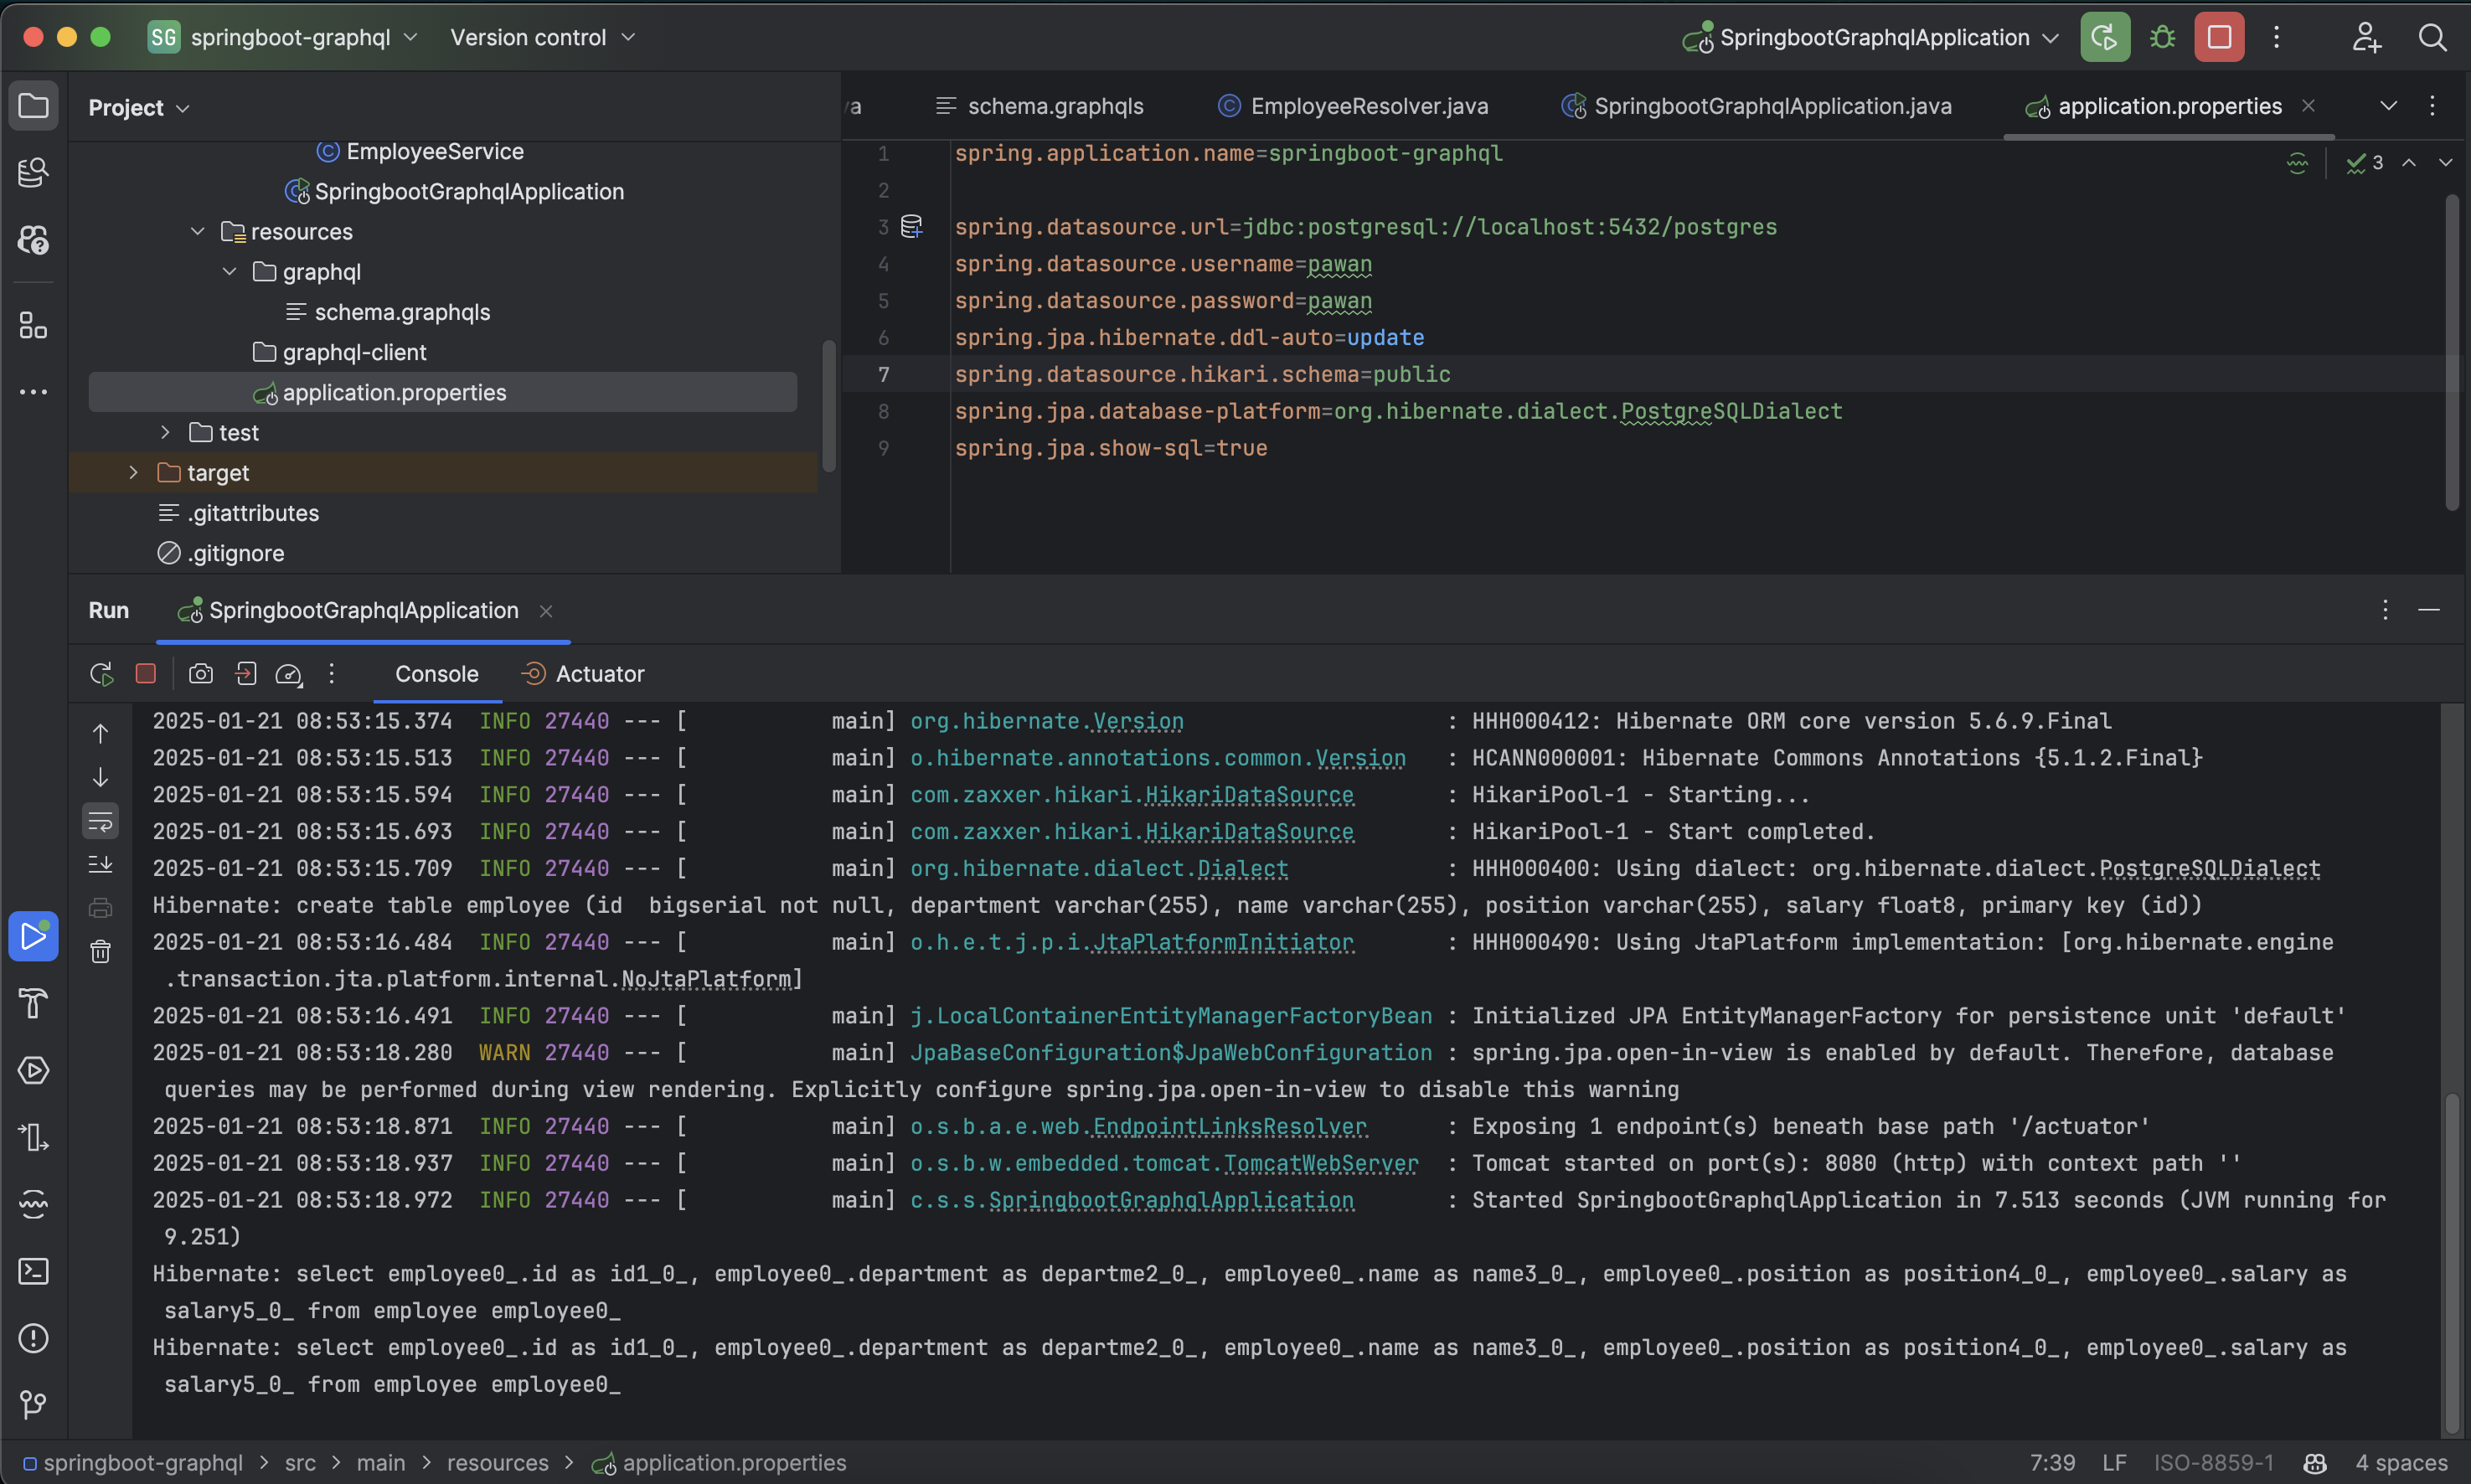 SG springboot-graphql Version control SpringbootGraphqlApplication
Project
va schema.graphqls EmployeeResolver.java SpringbootGraphqlApplication.java application.properties
EmployeeService
SpringbootGraphqlApplication
resources
graphql
schema.graphqls
graphql-client
application.properties
test
target
.gitattributes
.gitignore
3
1 spring.application.name=springboot-graphql
2
3 spring.datasource.url=jdbc:postgresql://localhost:5432/postgres
4 spring.datasource.username=pawan
5 spring.datasource.password=pawan
6 spring.jpa.hibernate.ddl-auto=update
7 spring.datasource.hikari.schema=public
8 spring.jpa.database-platform=org.hibernate.dialect.PostgreSQLDialect
9 spring.jpa.show-sql=true
Run SpringbootGraphqlApplication
Console Actuator
2025-01-21 08:53:15.374  INFO 27440 --- [           main] org.hibernate.Version                    : HHH000412: Hibernate ORM core version 5.6.9.Final
2025-01-21 08:53:15.513  INFO 27440 --- [           main] o.hibernate.annotations.common.Version   : HCANN000001: Hibernate Commons Annotations {5.1.2.Final}
2025-01-21 08:53:15.594  INFO 27440 --- [           main] com.zaxxer.hikari.HikariDataSource       : HikariPool-1 - Starting...
2025-01-21 08:53:15.693  INFO 27440 --- [           main] com.zaxxer.hikari.HikariDataSource       : HikariPool-1 - Start completed.
2025-01-21 08:53:15.709  INFO 27440 --- [           main] org.hibernate.dialect.Dialect            : HHH000400: Using dialect: org.hibernate.dialect.PostgreSQLDialect
Hibernate: create table employee (id  bigserial not null, department varchar(255), name varchar(255), position varchar(255), salary float8, primary key (id))
2025-01-21 08:53:16.484  INFO 27440 --- [           main] o.h.e.t.j.p.i.JtaPlatformInitiator       : HHH000490: Using JtaPlatform implementation: [org.hibernate.engine
.transaction.jta.platform.internal.NoJtaPlatform]
2025-01-21 08:53:16.491  INFO 27440 --- [           main] j.LocalContainerEntityManagerFactoryBean : Initialized JPA EntityManagerFactory for persistence unit 'default'
2025-01-21 08:53:18.280  WARN 27440 --- [           main] JpaBaseConfiguration$JpaWebConfiguration : spring.jpa.open-in-view is enabled by default. Therefore, database
queries may be performed during view rendering. Explicitly configure spring.jpa.open-in-view to disable this warning
2025-01-21 08:53:18.871  INFO 27440 --- [           main] o.s.b.a.e.web.EndpointLinksResolver      : Exposing 1 endpoint(s) beneath base path '/actuator'
2025-01-21 08:53:18.937  INFO 27440 --- [           main] o.s.b.w.embedded.tomcat.TomcatWebServer  : Tomcat started on port(s): 8080 (http) with context path ''
2025-01-21 08:53:18.972  INFO 27440 --- [           main] c.s.s.SpringbootGraphqlApplication       : Started SpringbootGraphqlApplication in 7.513 seconds (JVM running for
9.251)
Hibernate: select employee0_.id as id1_0_, employee0_.department as departme2_0_, employee0_.name as name3_0_, employee0_.position as position4_0_, employee0_.salary as
salary5_0_ from employee employee0_
Hibernate: select employee0_.id as id1_0_, employee0_.department as departme2_0_, employee0_.name as name3_0_, employee0_.position as position4_0_, employee0_.salary as
salary5_0_ from employee employee0_
springboot-graphql > src > main > resources > application.properties 7:39 LF ISO-8859-1 4 spaces